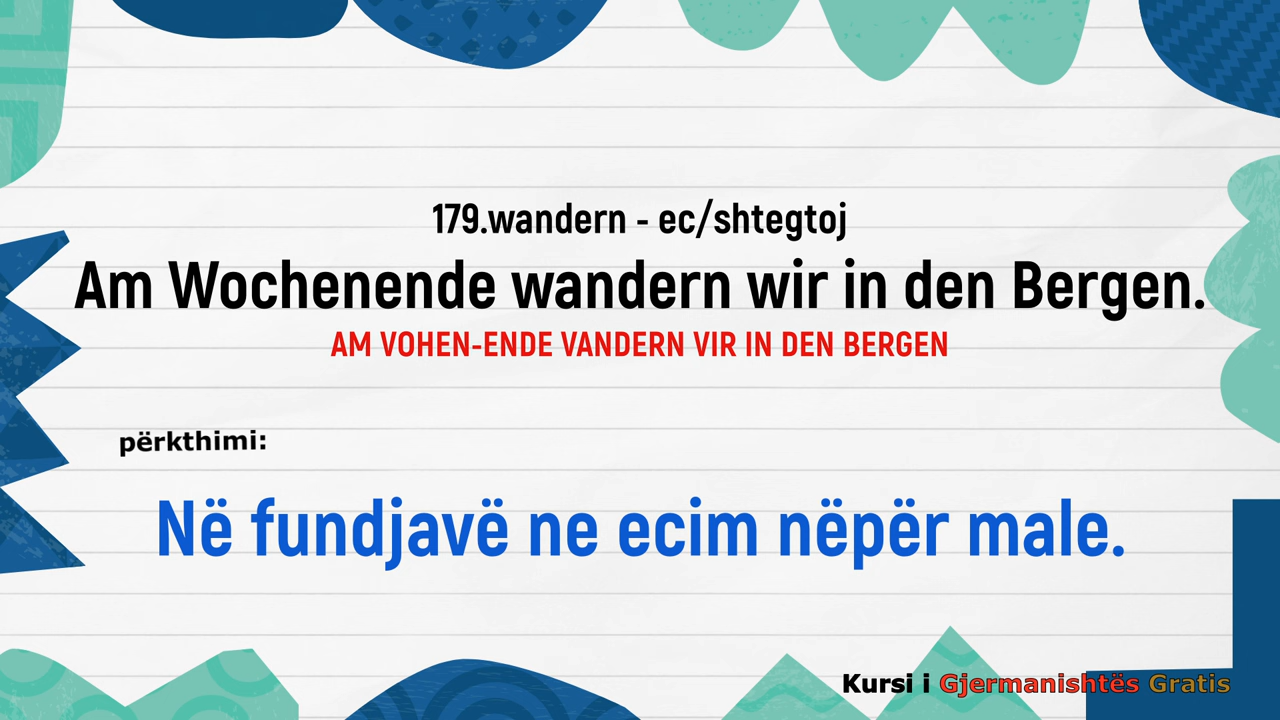 179.wandern - ec/shtegtoj
Am Wochenende wandern wir in den Bergen.
AM VOHEN-ENDE VANDERN VIR IN DEN BERGEN
përkthimi:
Në fundjavë ne ecim nëpër male.
Kursi i Gjermanishtës Gratis